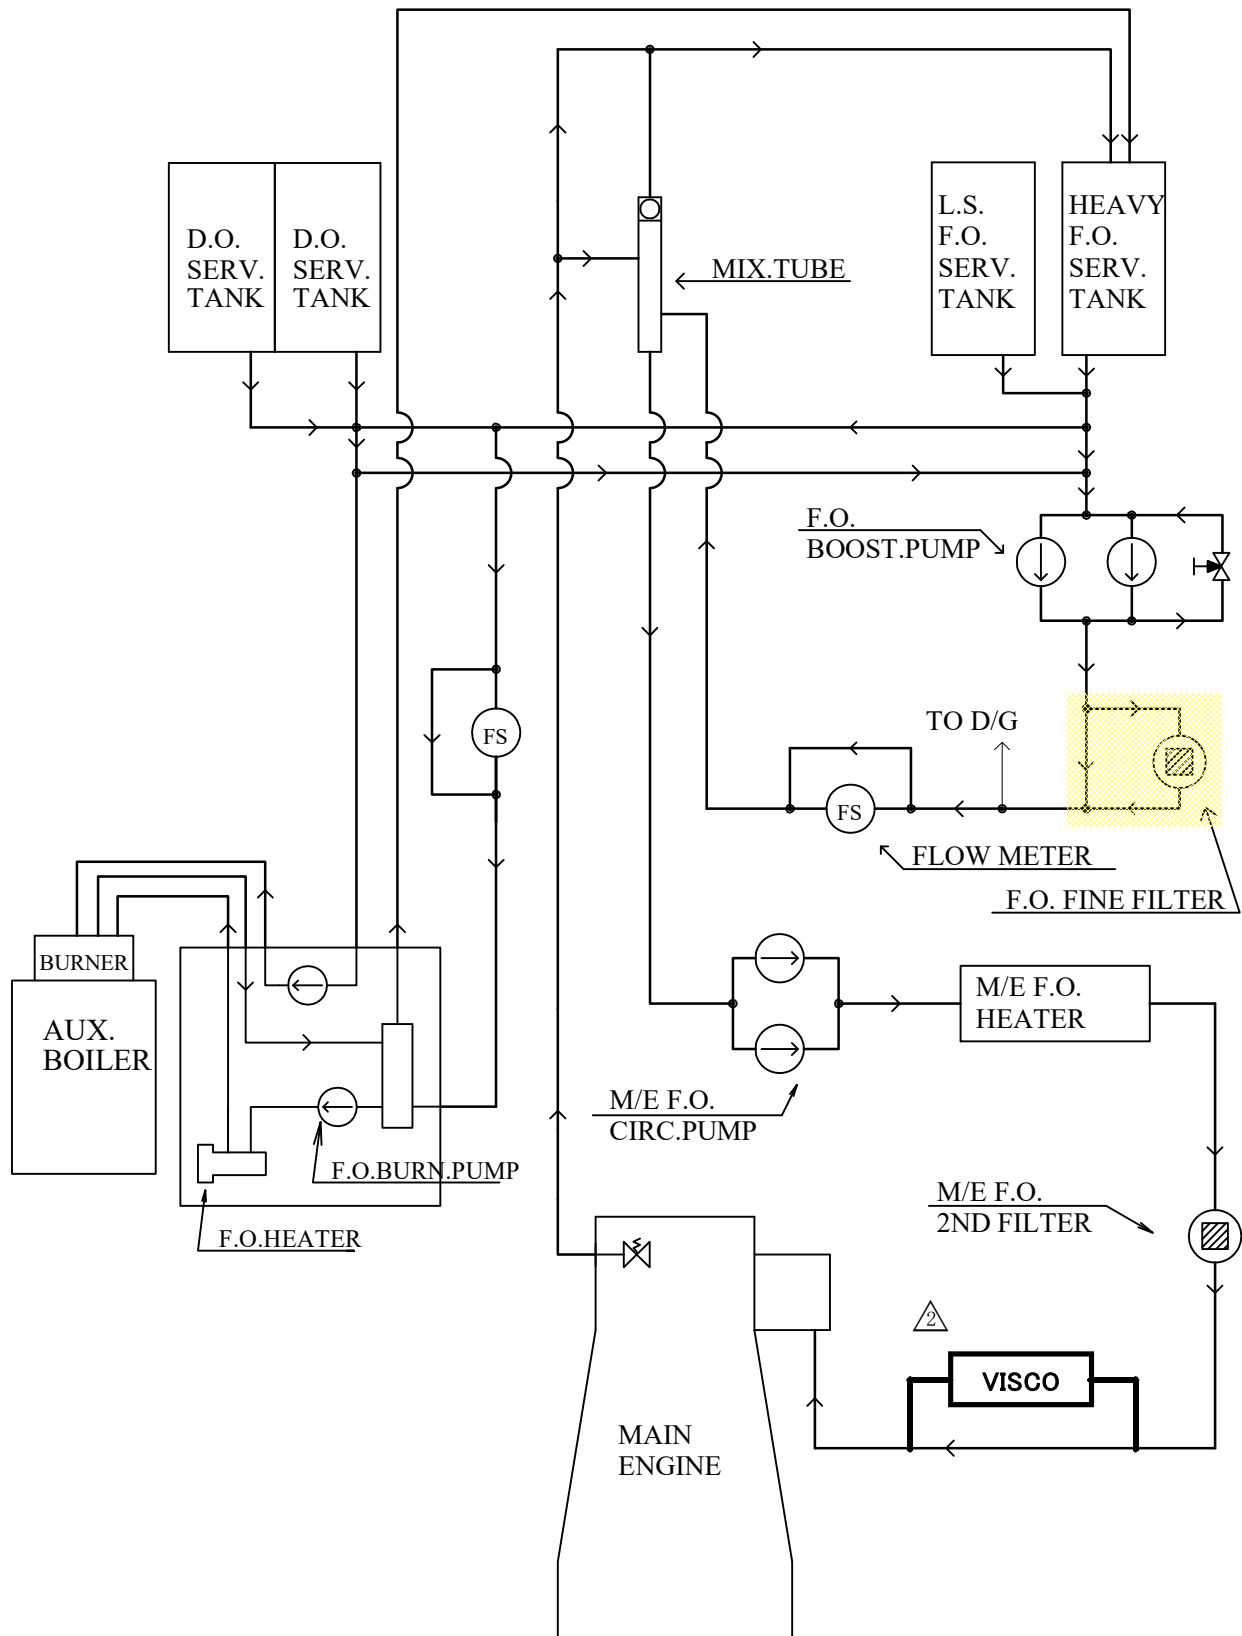 D.O.
SERV.
TANK
D.O.
SERV.
TANK
L.S.
F.O.
SERV.
TANK
HEAVY
F.O.
SERV.
TANK
MIX.TUBE
F.O.
BOOST.PUMP
FS
TO D/G
FS
FLOW METER
F.O. FINE FILTER
BURNER
AUX.
BOILER
M/E F.O.
HEATER
M/E F.O.
CIRC.PUMP
F.O.BURN.PUMP
F.O.HEATER
M/E F.O.
2ND FILTER
2
VISCO
MAIN
ENGINE